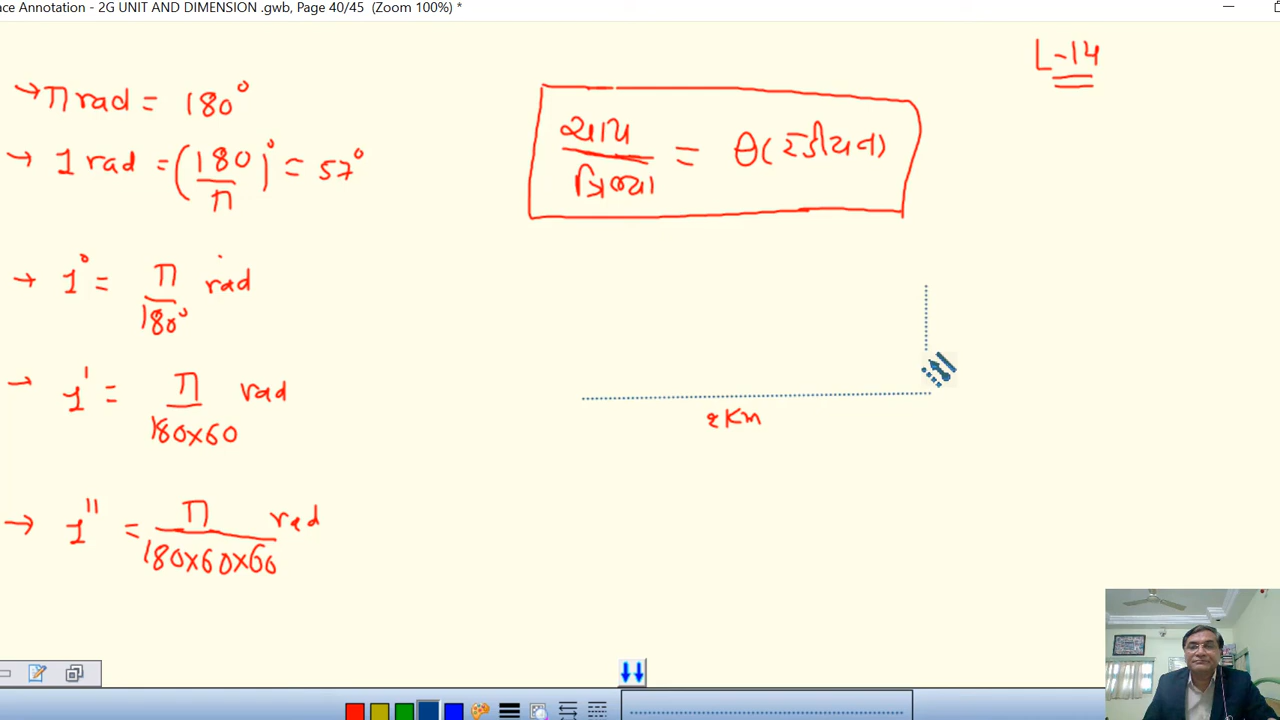 ace Annotation - 2G UNIT AND DIMENSION .gwb, Page 40/45 (Zoom 100%) *
L-14
→ π rad = 180°
→ 1 rad = (180/π)° = 57°
→ 1° = π/180° rad
→ 1' = π/180×60 rad
→ 1'' = π/180×60×60 rad
ચાપ/ત્રિજ્યા = θ(રેડીયન)
2 Km